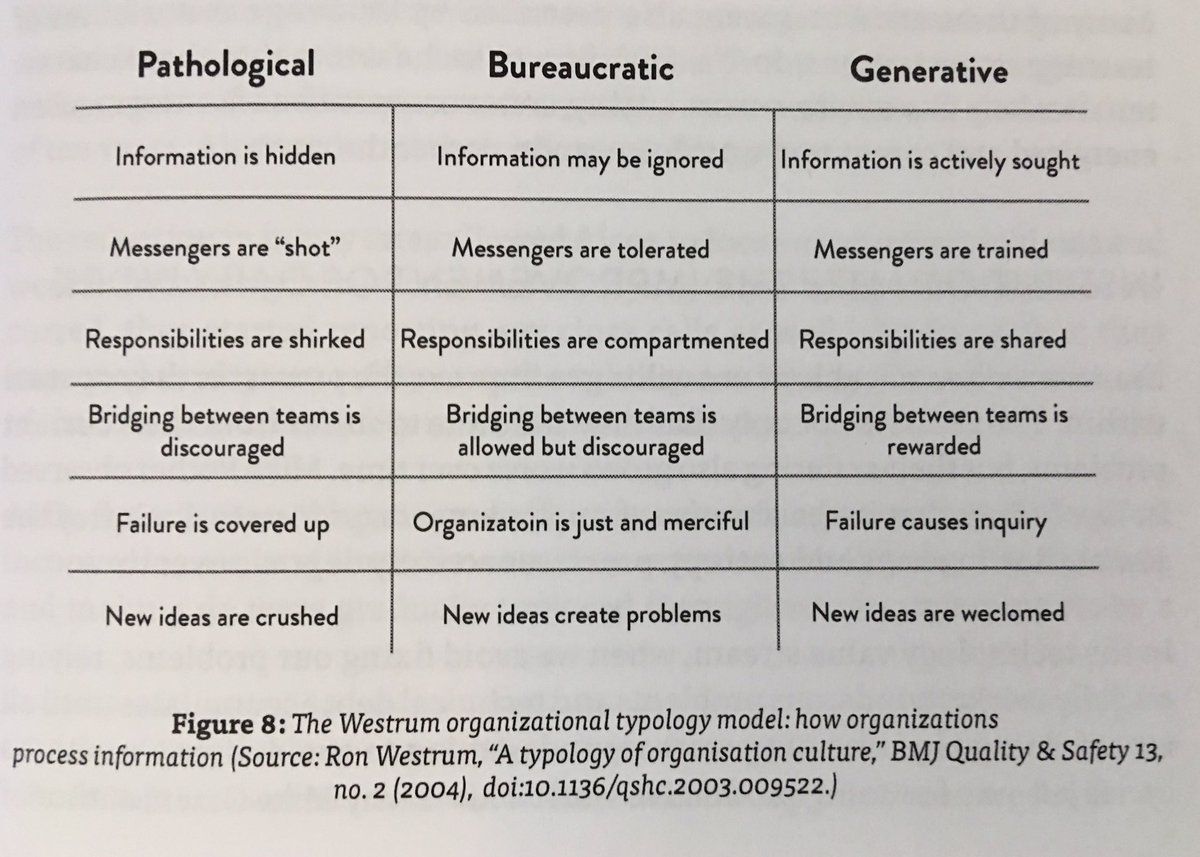 Pathological Bureaucratic Generative
Information is hidden Information may be ignored Information is actively sought
Messengers are “shot” Messengers are tolerated Messengers are trained
Responsibilities are shirked Responsibilities are compartmented Responsibilities are shared
Bridging between teams is Bridging between teams is Bridging between teams is
discouraged allowed but discouraged rewarded
Failure is covered up Organizatoin is just and merciful Failure causes inquiry
New ideas are crushed New ideas create problems New ideas are weclomed
Figure 8: The Westrum organizational typology model: how organizations
process information (Source: Ron Westrum, “A typology of organisation culture,” BMJ Quality & Safety 13,
no. 2 (2004), doi:10.1136/qshc.2003.009522.)